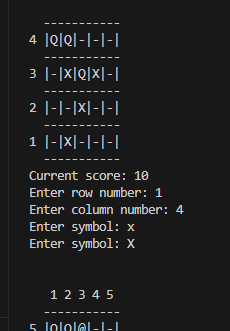 -----------
4 |Q|Q|-|-|-|
-----------
3 |-|X|Q|X|-|
-----------
2 |-|-|X|-|-|
-----------
1 |-|X|-|-|-|
-----------
Current score: 10
Enter row number: 1
Enter column number: 4
Enter symbol: x
Enter symbol: X
1 2 3 4 5
-----------
5 |O|O|@|-|-|